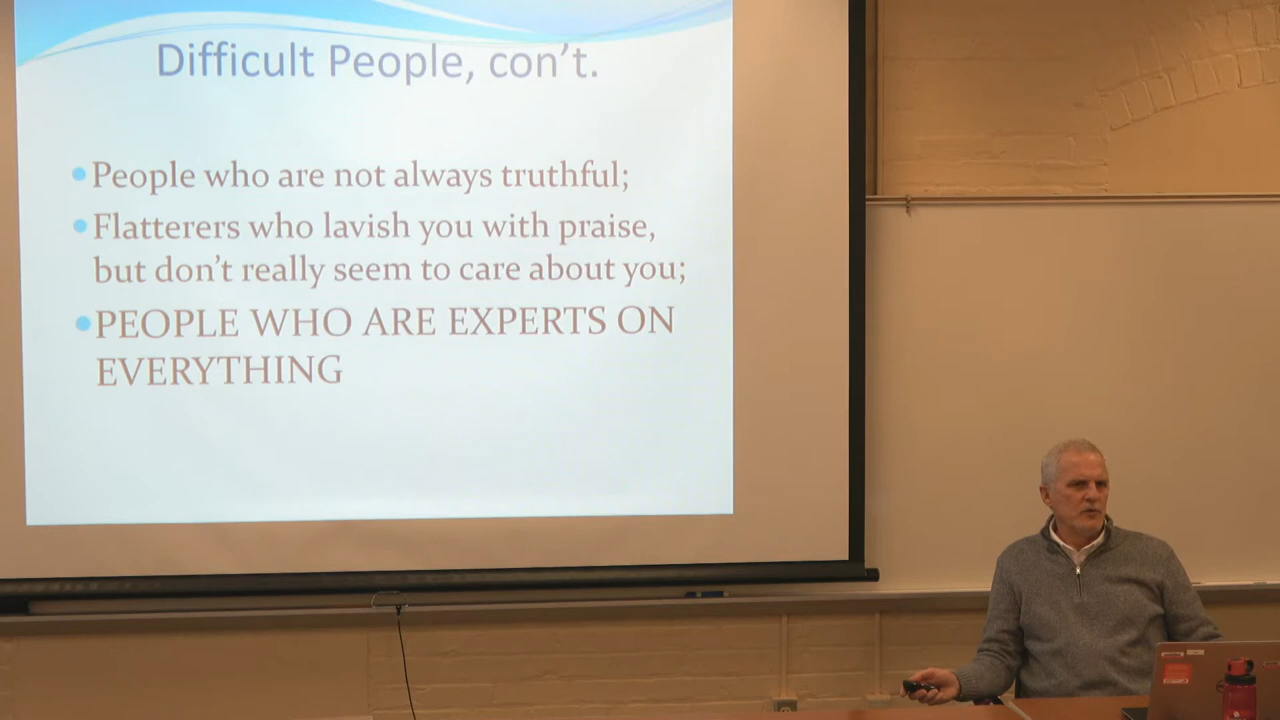 Difficult People, con't.
People who are not always truthful;
Flatterers who lavish you with praise,
but don't really seem to care about you;
PEOPLE WHO ARE EXPERTS ON
EVERYTHING